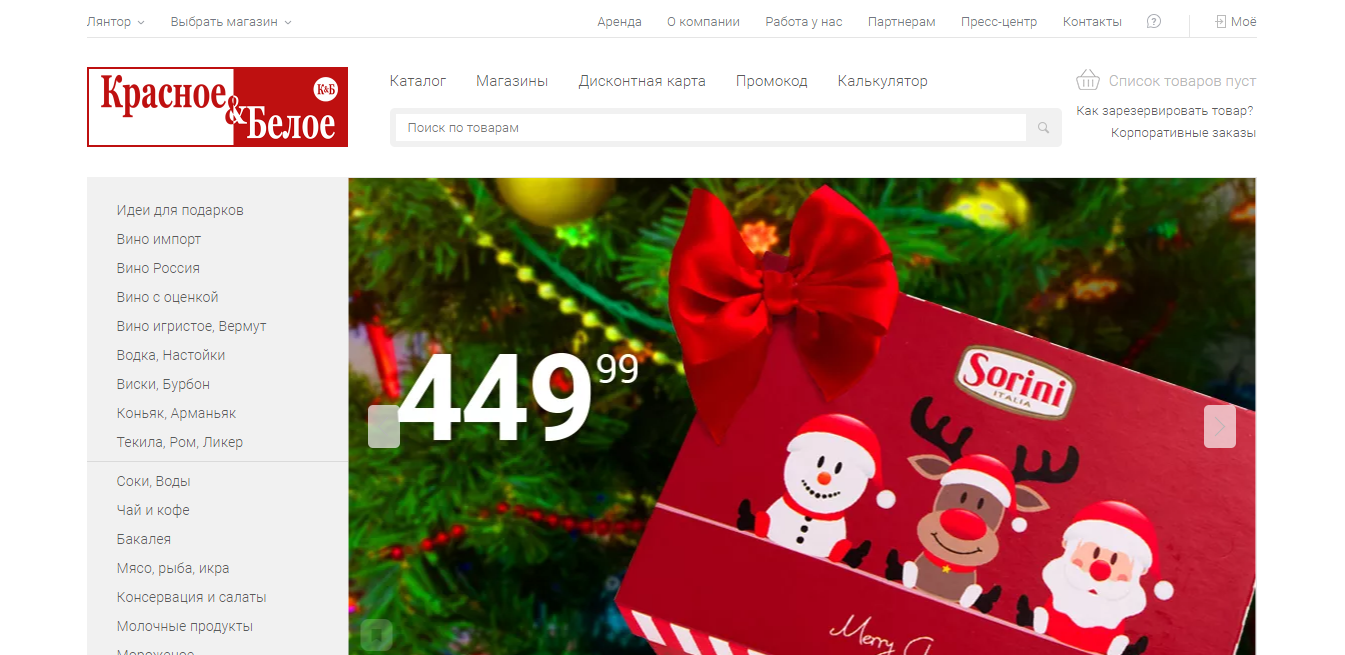 Лянтор
Выбрать магазин
Аренда
О компании
Работа у нас
Партнерам
Пресс-центр
Контакты
?
Моё
Красное
&
Белое
К&Б
Каталог
Магазины
Дисконтная карта
Промокод
Калькулятор
Поиск по товарам
Список товаров пуст
Как зарезервировать товар?
Корпоративные заказы
Идеи для подарков
Вино импорт
Вино Россия
Вино с оценкой
Вино игристое, Вермут
Водка, Настойки
Виски, Бурбон
Коньяк, Арманьяк
Текила, Ром, Ликер
Соки, Воды
Чай и кофе
Бакалея
Мясо, рыба, икра
Консервация и салаты
Молочные продукты
Мороженое
449 99
Sorini
ITALIA
Merry